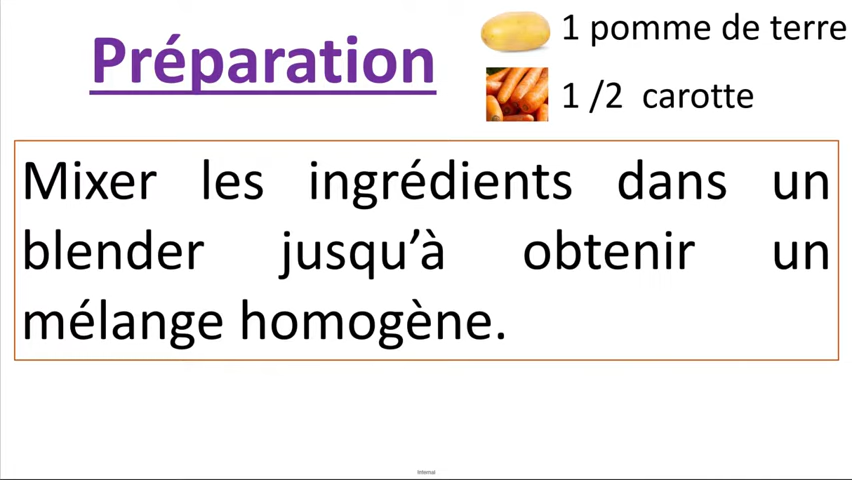 Préparation
1 pomme de terre
1 /2 carotte
Mixer les ingrédients dans un
blender jusqu’à obtenir un
mélange homogène.
Internal